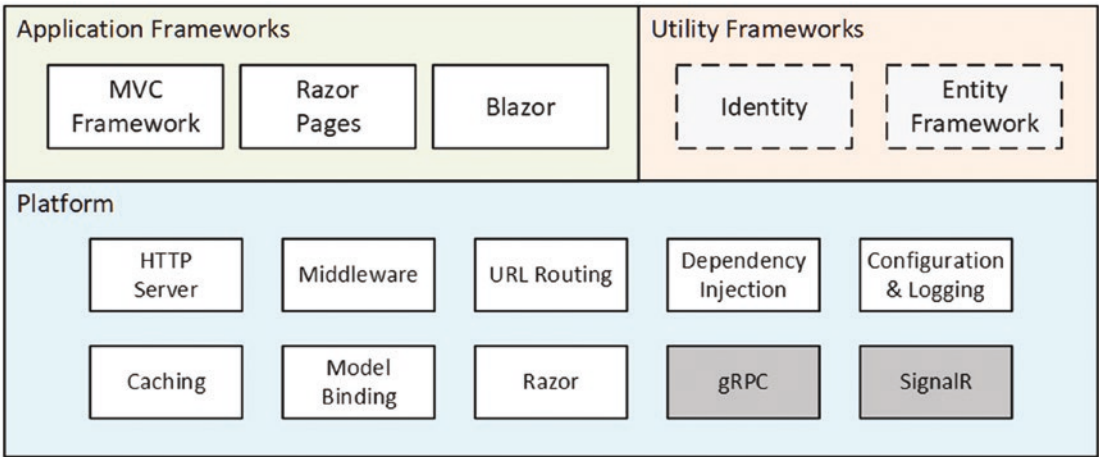 Application Frameworks
MVC
Framework
Razor
Pages
Blazor
Utility Frameworks
Identity
Entity
Framework
Platform
HTTP
Server
Middleware
URL Routing
Dependency
Injection
Configuration
& Logging
Caching
Model
Binding
Razor
gRPC
SignalR